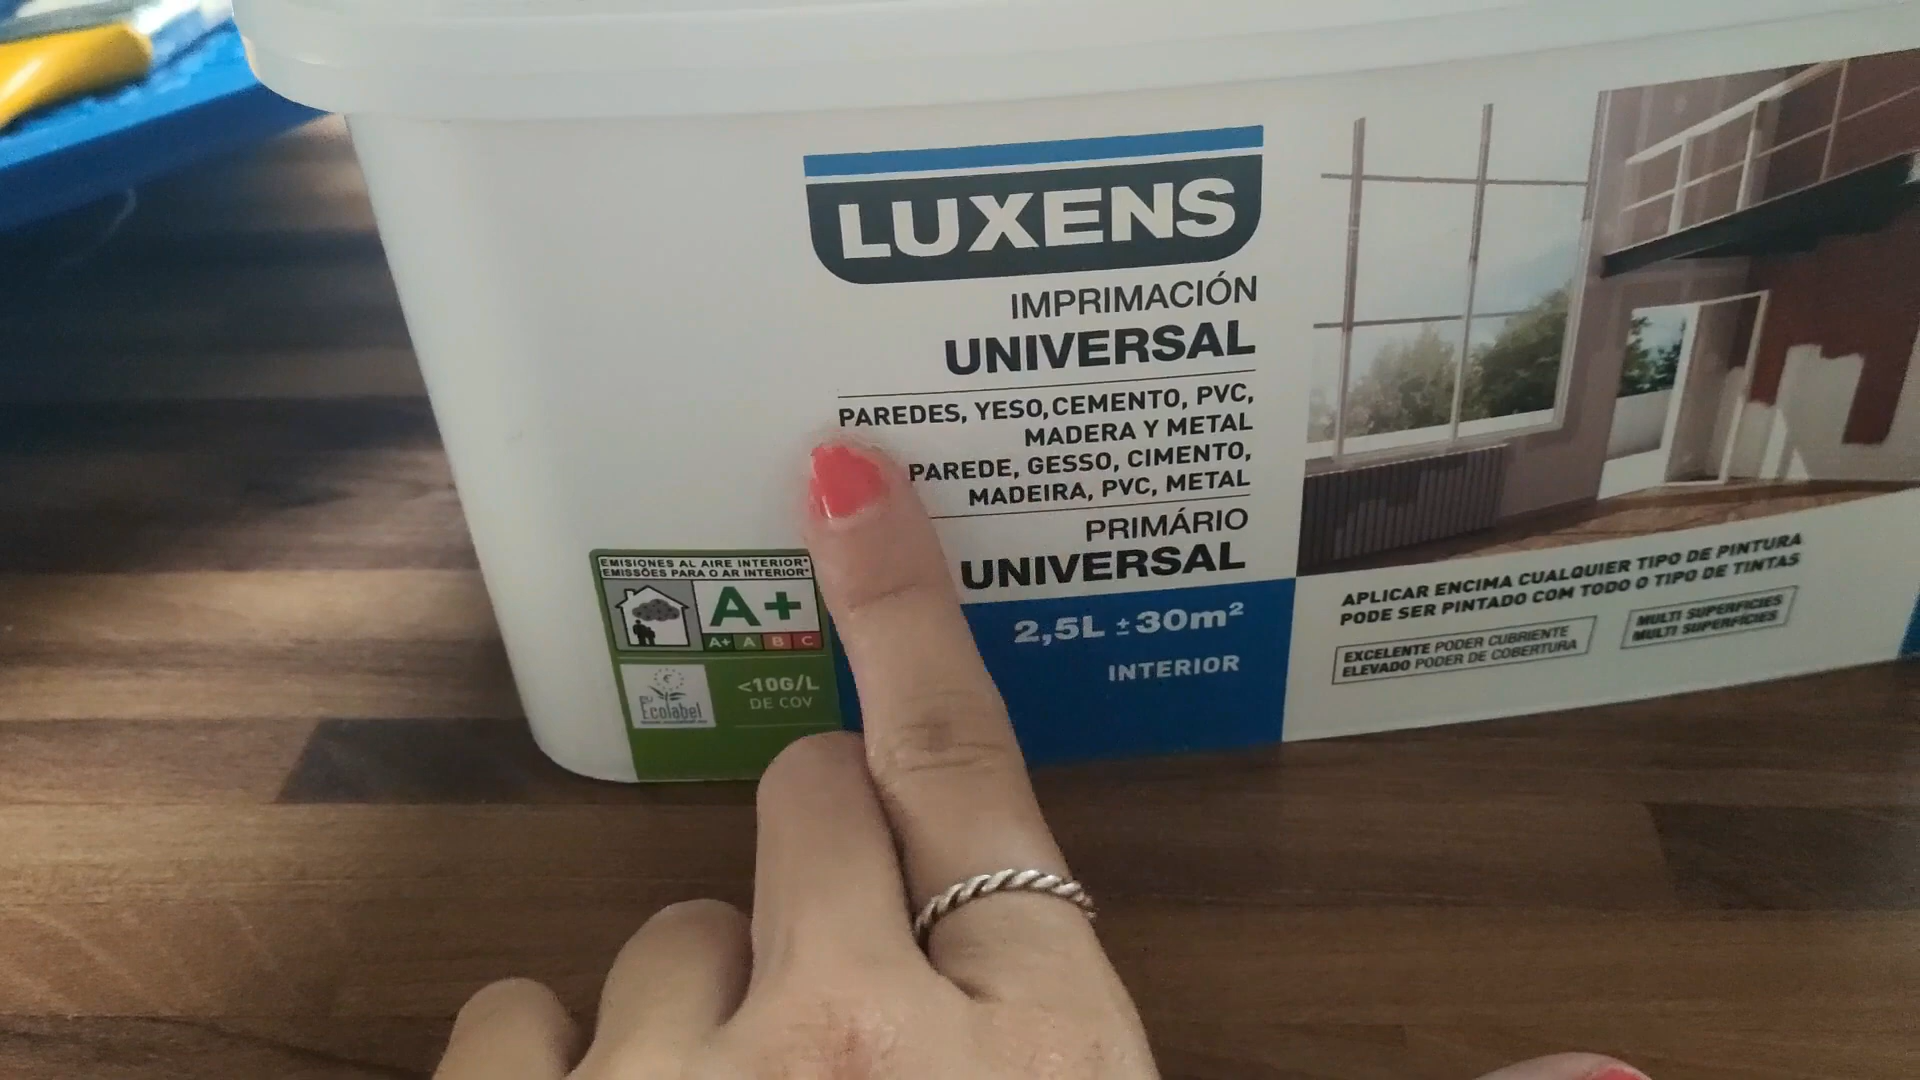 LUXENS
IMPRIMACIÓN
UNIVERSAL
PAREDES, YESO, CEMENTO, PVC,
MADERA Y METAL
PAREDE, GESSO, CIMENTO,
MADEIRA, PVC, METAL
PRIMÁRIO
UNIVERSAL
2,5L ±30m²
INTERIOR
EMISIONES AL AIRE INTERIOR*
EMISSÕES PARA O AR INTERIOR*
A+
A+ A B C
EU
Ecolabel
<10G/L
DE COV
APLICAR ENCIMA CUALQUIER TIPO DE PINTURA
PODE SER PINTADO COM TODO O TIPO DE TINTAS
EXCELENTE PODER CUBRIENTE
ELEVADO PODER DE COBERTURA
MULTI SUPERFICIES
MULTI SUPERFÍCIES